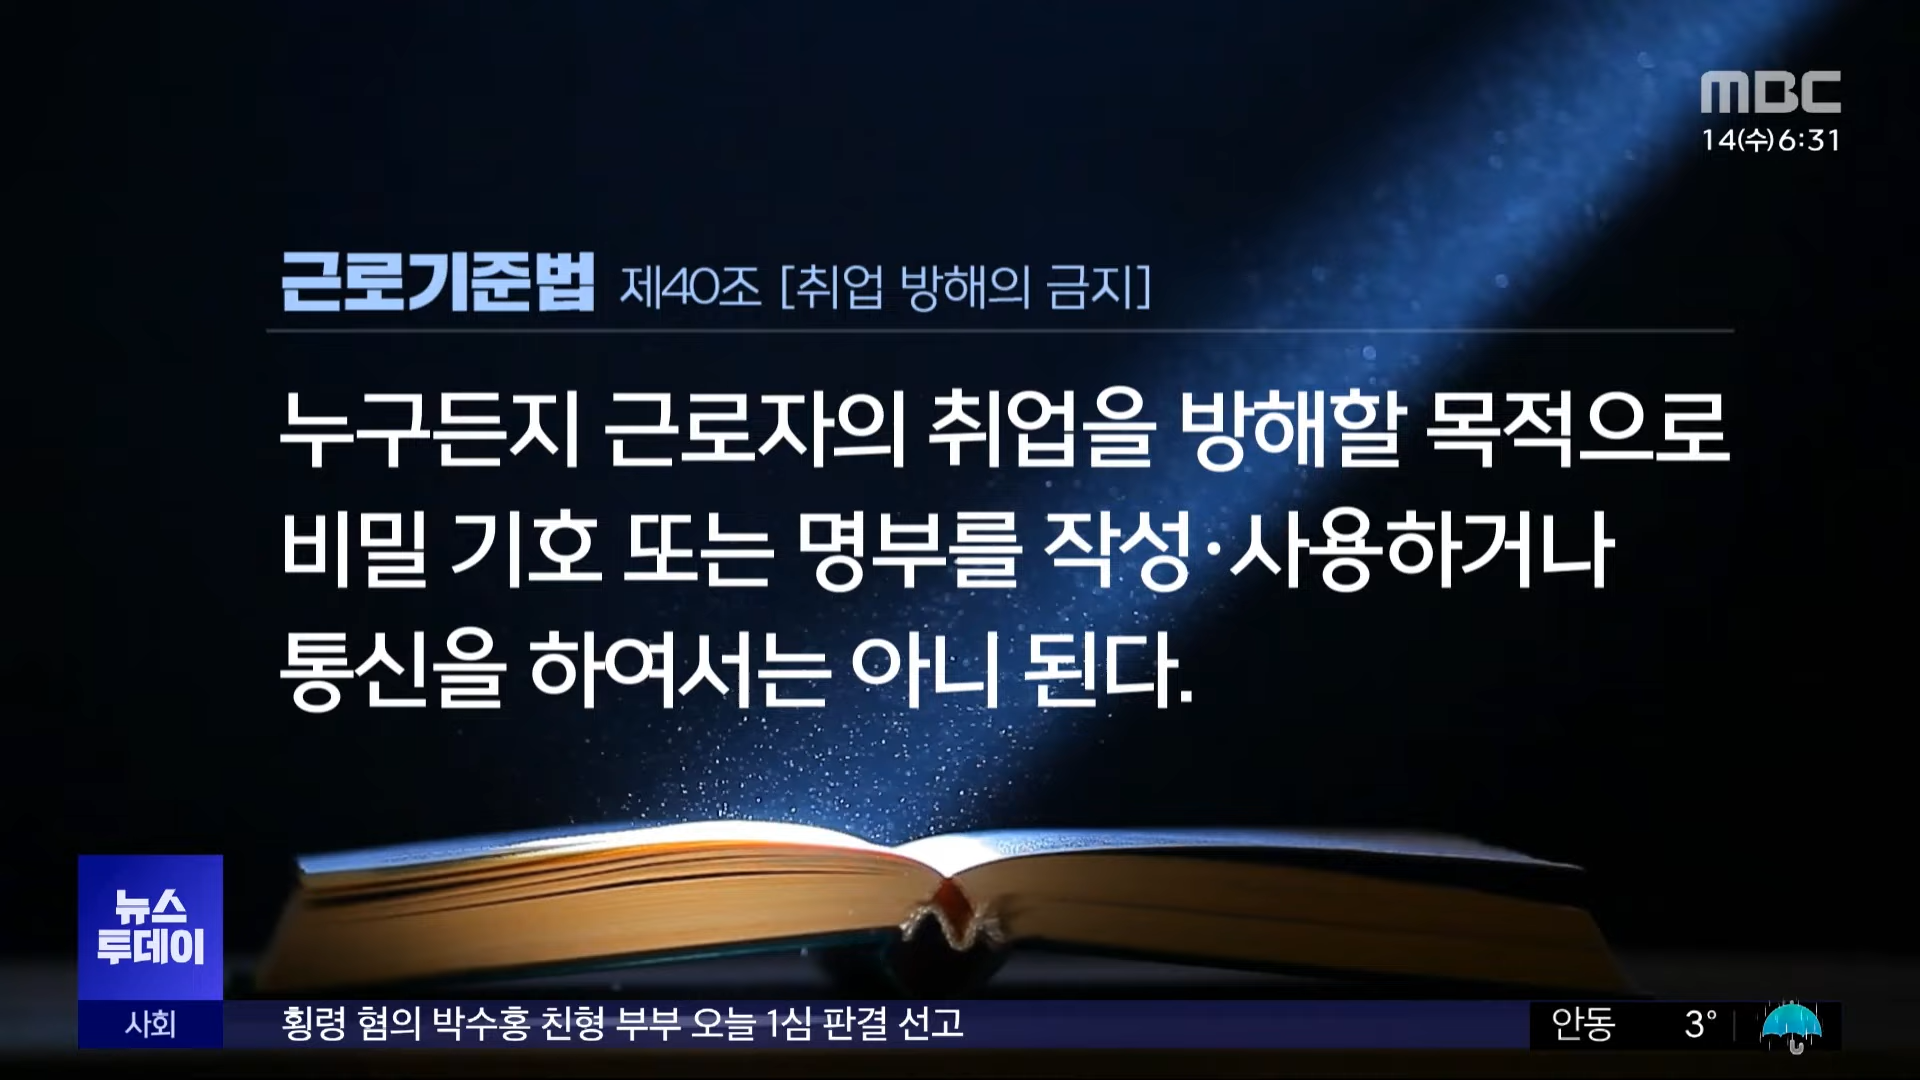 MBC
14(수)6:31
근로기준법 제40조 [취업 방해의 금지]
누구든지 근로자의 취업을 방해할 목적으로
비밀 기호 또는 명부를 작성·사용하거나
통신을 하여서는 아니 된다.
뉴스
투데이
사회
횡령 혐의 박수홍 친형 부부 오늘 1심 판결 선고
안동 3°